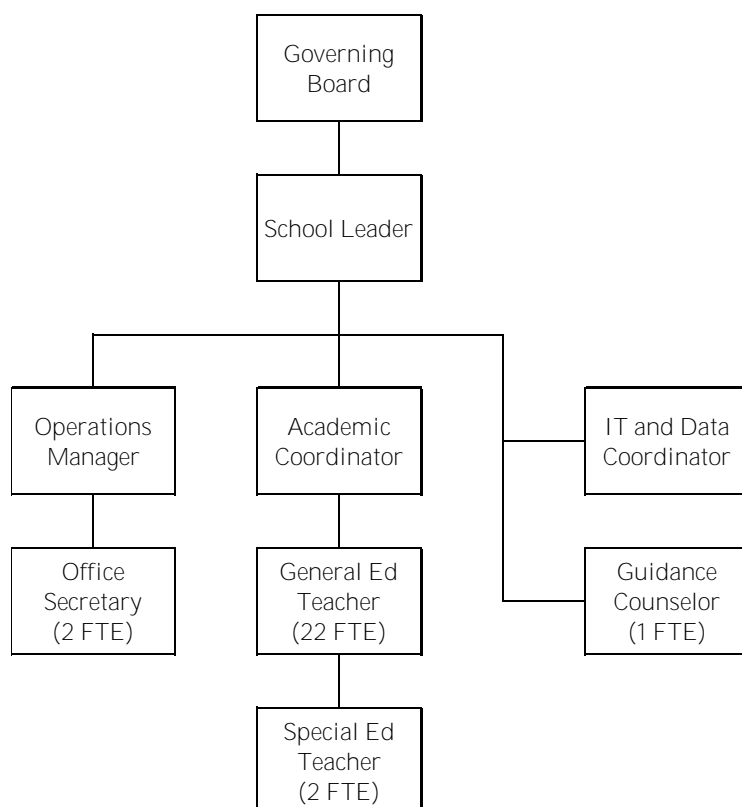 Governing
Board
School Leader
Operations
Manager
Academic
Coordinator
IT and Data
Coordinator
Office
Secretary
(2 FTE)
General Ed
Teacher
(22 FTE)
Guidance
Counselor
(1 FTE)
Special Ed
Teacher
(2 FTE)